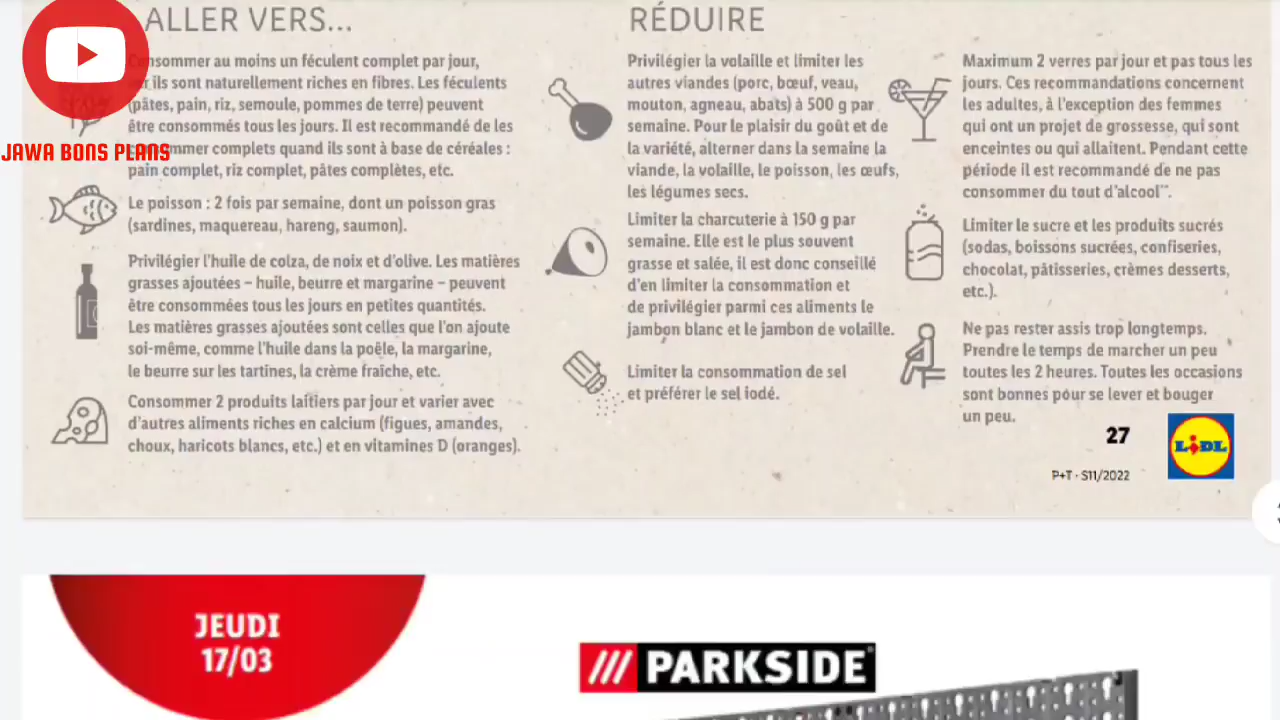 ALLER VERS...
Consommer au moins un féculent complet par jour,
ils sont naturellement riches en fibres. Les féculents
(pâtes, pain, riz, semoule, pommes de terre) peuvent
être consommés tous les jours. Il est recommandé de les
mmer complets quand ils sont à base de céréales :
pain complet, riz complet, pâtes complètes, etc.
Le poisson : 2 fois par semaine, dont un poisson gras
(sardines, maquereau, hareng, saumon).
Privilégier l'huile de colza, de noix et d'olive. Les matières
grasses ajoutées – huile, beurre et margarine – peuvent
être consommées tous les jours en petites quantités.
Les matières grasses ajoutées sont celles que l'on ajoute
soi-même, comme l'huile dans la poêle, la margarine,
le beurre sur les tartines, la crème fraîche, etc.
Consommer 2 produits laitiers par jour et varier avec
d'autres aliments riches en calcium (figues, amandes,
choux, haricots blancs, etc.) et en vitamines D (oranges).
RÉDUIRE
Privilégier la volaille et limiter les
autres viandes (porc, bœuf, veau,
mouton, agneau, abats) à 500 g par
semaine. Pour le plaisir du goût et de
la variété, alterner dans la semaine la
viande, la volaille, le poisson, les œufs,
les légumes secs.
Limiter la charcuterie à 150 g par
semaine. Elle est le plus souvent
grasse et salée, il est donc conseillé
d'en limiter la consommation et
de privilégier parmi ces aliments le
jambon blanc et le jambon de volaille.
Limiter la consommation de sel
et préférer le sel iodé.
Maximum 2 verres par jour et pas tous les
jours. Ces recommandations concernent
les adultes, à l'exception des femmes
qui ont un projet de grossesse, qui sont
enceintes ou qui allaitent. Pendant cette
période il est recommandé de ne pas
consommer du tout d'alcool**.
Limiter le sucre et les produits sucrés
(sodas, boissons sucrées, confiseries,
chocolat, pâtisseries, crèmes desserts,
etc.).
Ne pas rester assis trop longtemps.
Prendre le temps de marcher un peu
toutes les 2 heures. Toutes les occasions
sont bonnes pour se lever et bouger
un peu.
27
P+T - S11/2022
LIDL
JAWA BONS PLANS
JEUDI
17/03
PARKSIDE